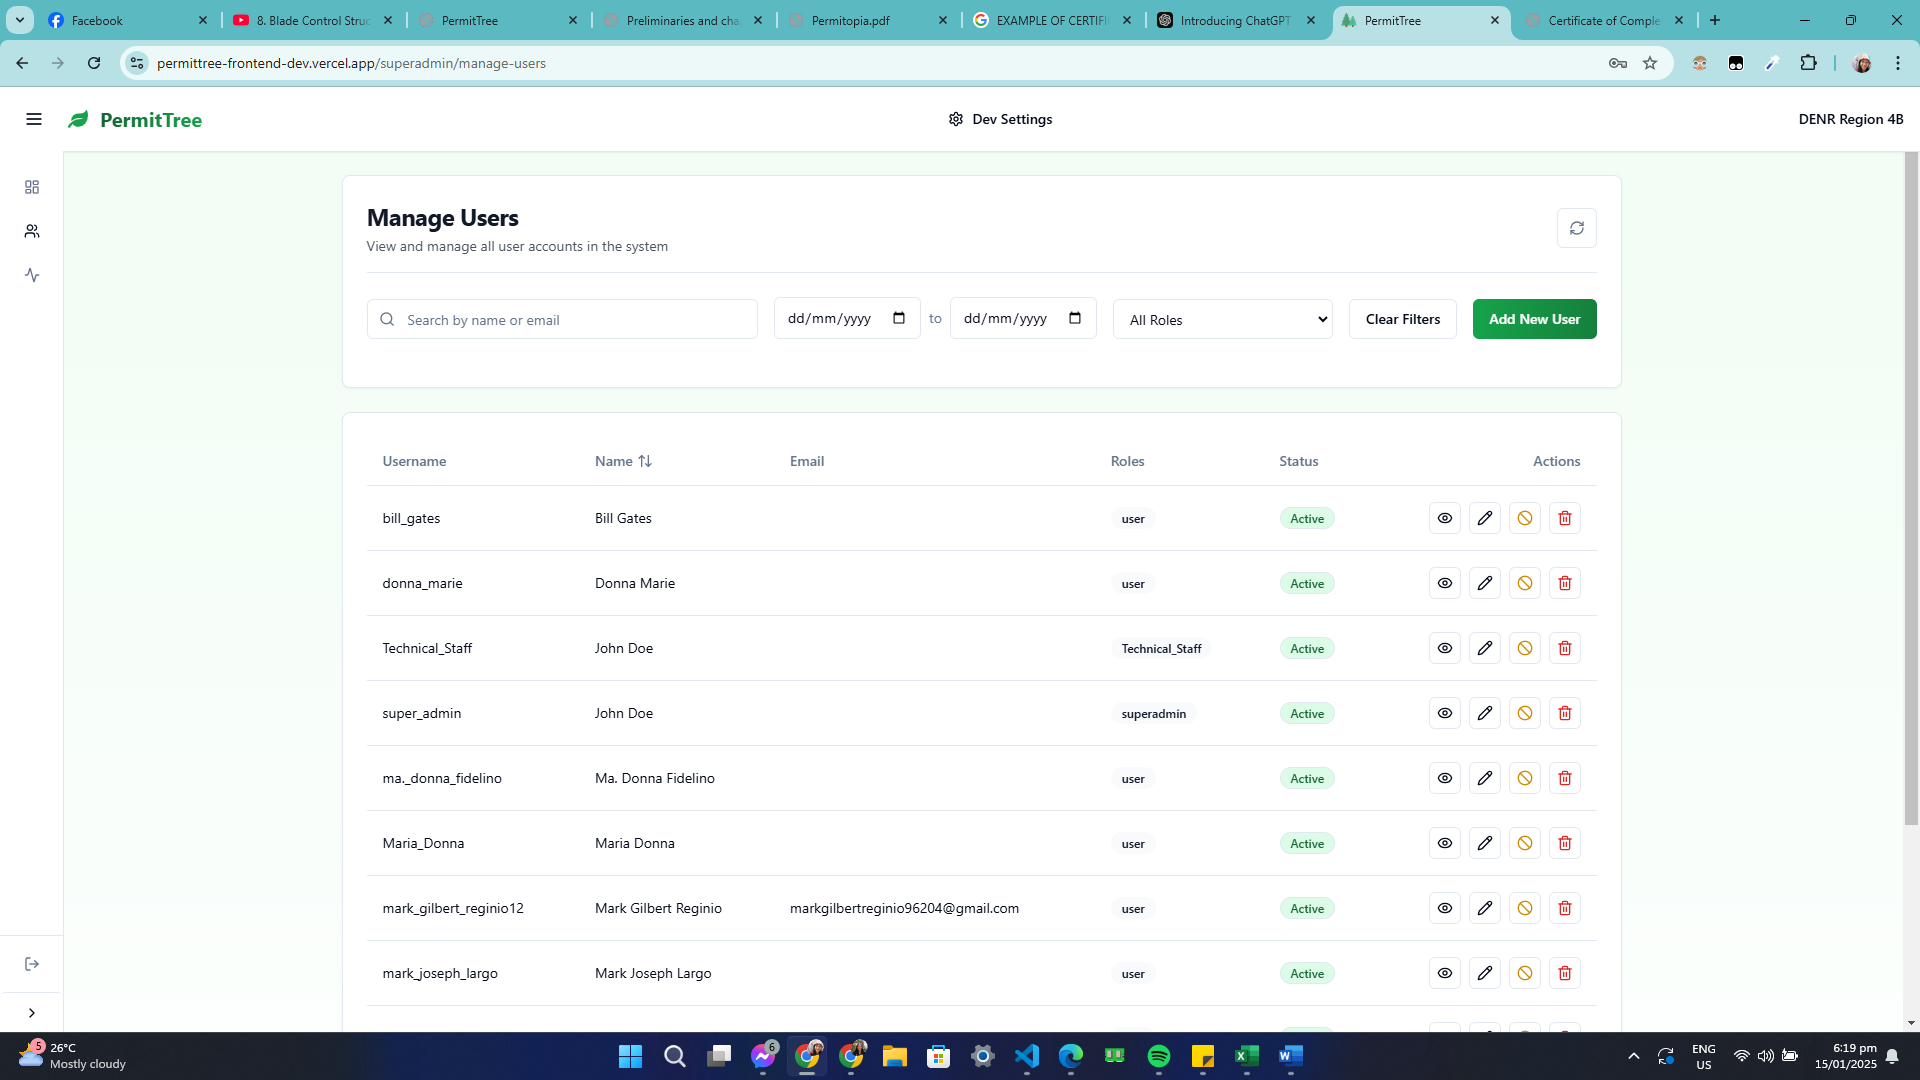 Facebook
8. Blade Control Struc
PermitTree
Preliminaries and cha
Permitopia.pdf
EXAMPLE OF CERTIFI
Introducing ChatGPT
PermitTree
Certificate of Comple
permittree-frontend-dev.vercel.app/superadmin/manage-users
PermitTree
Dev Settings
DENR Region 4B
Manage Users
View and manage all user accounts in the system
Search by name or email
dd/mm/yyyy to dd/mm/yyyy
All Roles
Clear Filters
Add New User
Username Name Email Roles Status Actions
bill_gates Bill Gates user Active
donna_marie Donna Marie user Active
Technical_Staff John Doe Technical_Staff Active
super_admin John Doe superadmin Active
ma._donna_fidelino Ma. Donna Fidelino user Active
Maria_Donna Maria Donna user Active
mark_gilbert_reginio12 Mark Gilbert Reginio markgilbertreginio96204@gmail.com user Active
mark_joseph_largo Mark Joseph Largo user Active
5
26°C
Mostly cloudy
6
ENG
US
6:19 pm
15/01/2025